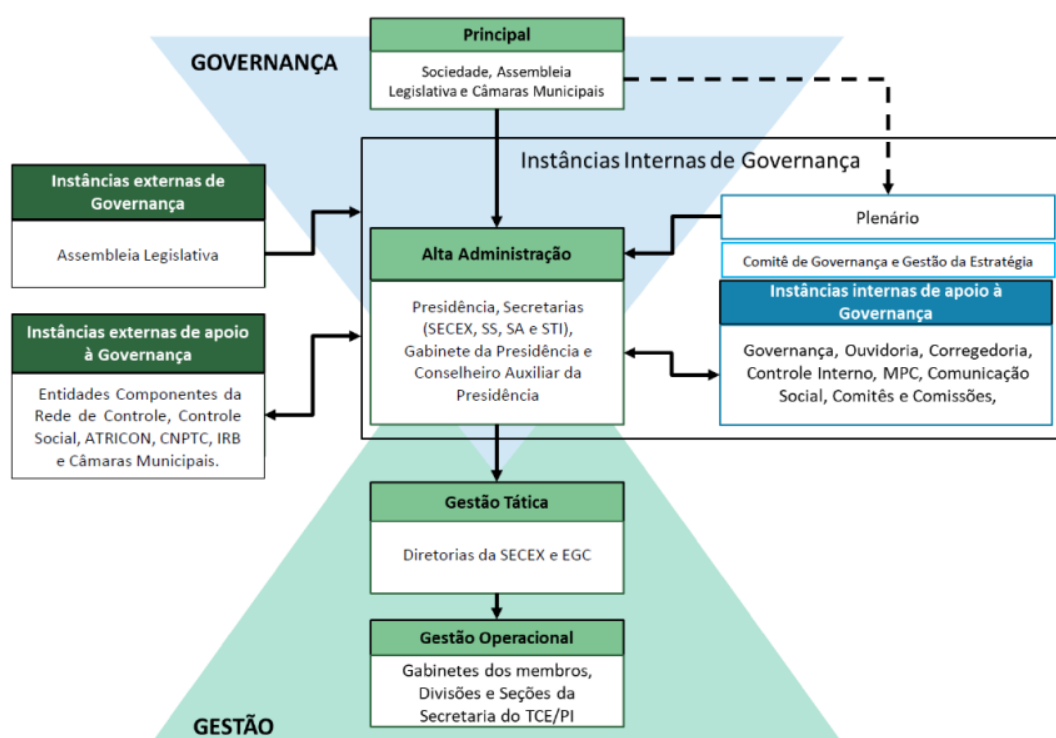 GOVERNANÇA
Principal
Sociedade, Assembleia
Legislativa e Câmaras Municipais
Instâncias Internas de Governança
Instâncias externas de
Governança
Assembleia Legislativa
Plenário
Comitê de Governança e Gestão da Estratégia
Alta Administração
Presidência, Secretarias
(SECEX, SS, SA e STI),
Gabinete da Presidência e
Conselheiro Auxiliar da
Presidência
Instâncias internas de apoio à
Governança
Governança, Ouvidoria, Corregedoria,
Controle Interno, MPC, Comunicação
Social, Comitês e Comissões,
Instâncias externas de apoio
à Governança
Entidades Componentes da
Rede de Controle, Controle
Social, ATRICON, CNPTC, IRB
e Câmaras Municipais.
Gestão Tática
Diretorias da SECEX e EGC
Gestão Operacional
Gabinetes dos membros,
Divisões e Seções da
Secretaria do TCE/PI
GESTÃO